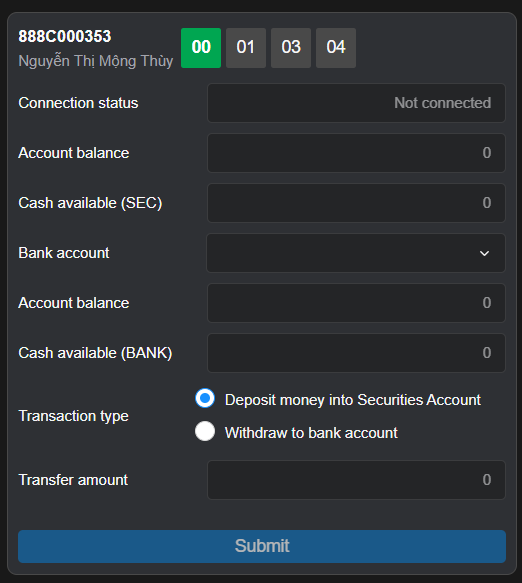 888C000353
Nguyễn Thị Mộng Thùy
00 01 03 04
Connection status Not connected
Account balance 0
Cash available (SEC) 0
Bank account
Account balance 0
Cash available (BANK) 0
Transaction type
Deposit money into Securities Account
Withdraw to bank account
Transfer amount 0
Submit